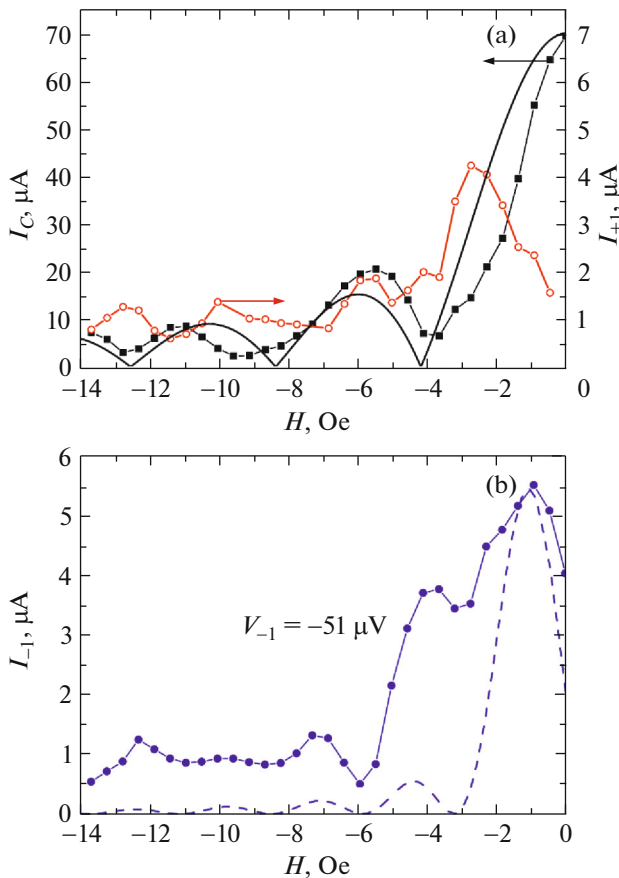 (a)
70
60
50
40
30
20
10
0
I_C, μA
7
6
5
4
3
2
1
0
I_{+1}, μA
−14 −12 −10 −8 −6 −4 −2 0
H, Oe
(b)
6
5
4
3
2
1
0
I_{−1}, μA
V_{−1} = −51 μV
−14 −12 −10 −8 −6 −4 −2 0
H, Oe